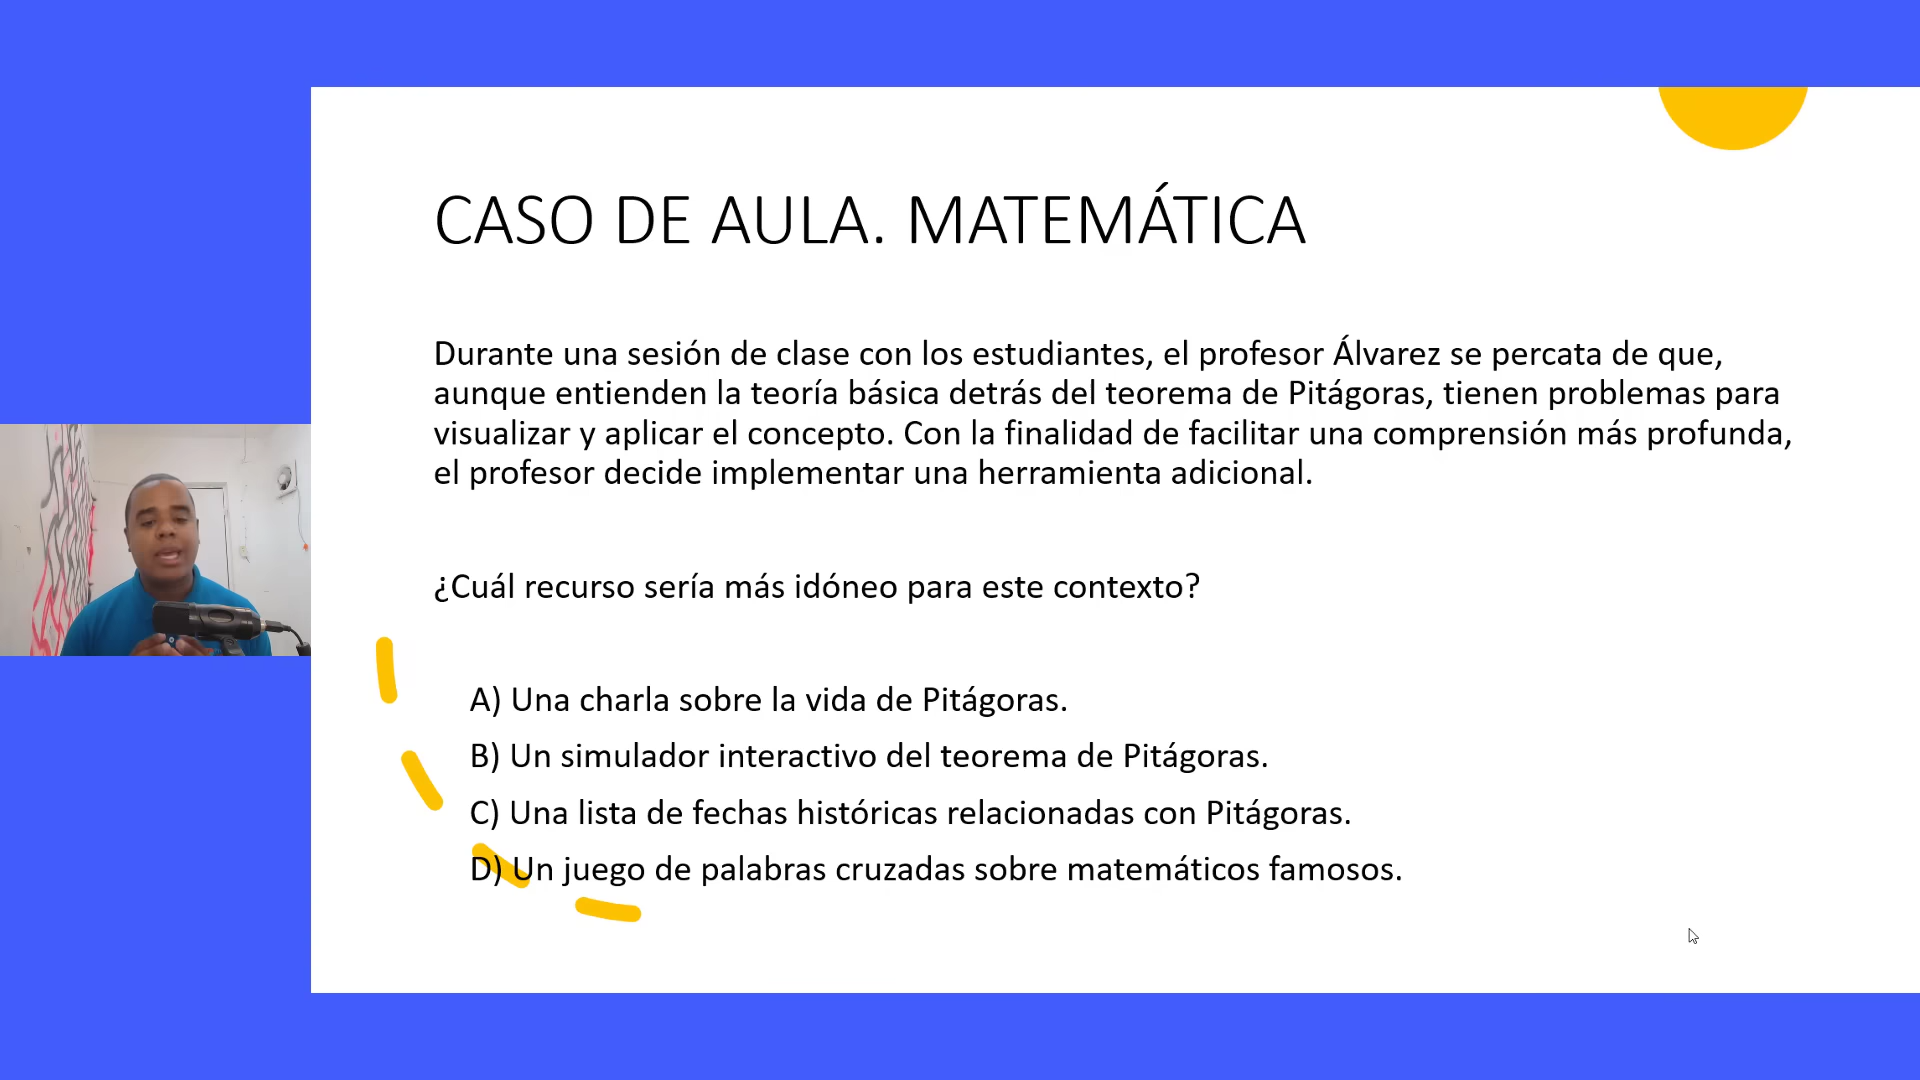 CASO DE AULA. MATEMÁTICA
Durante una sesión de clase con los estudiantes, el profesor Álvarez se percata de que,
aunque entienden la teoría básica detrás del teorema de Pitágoras, tienen problemas para
visualizar y aplicar el concepto. Con la finalidad de facilitar una comprensión más profunda,
el profesor decide implementar una herramienta adicional.
¿Cuál recurso sería más idóneo para este contexto?
A) Una charla sobre la vida de Pitágoras.
B) Un simulador interactivo del teorema de Pitágoras.
C) Una lista de fechas históricas relacionadas con Pitágoras.
D) Un juego de palabras cruzadas sobre matemáticos famosos.